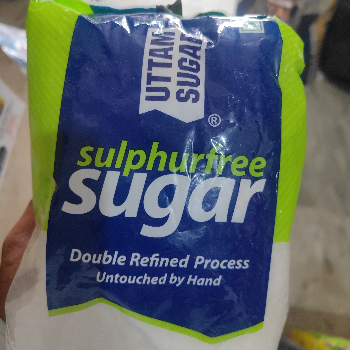 UTTAM
SUGAR
®
sulphurfree
sugar
Double Refined Process
Untouched by Hand